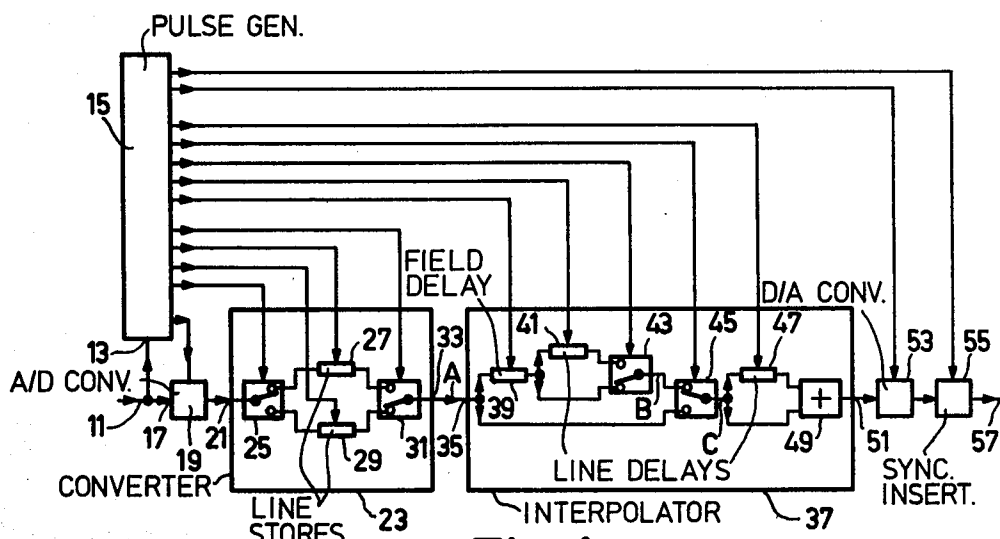 PULSE GEN.
15
FIELD
DELAY
D/A CONV.
13
27
33
41
43
45
47
53
55
A/D CONV.
A
B
C
+
11
17
19
21
25
29
31
35
39
49
51
57
CONVERTER
LINE
STORES
23
LINE DELAYS
INTERPOLATOR
37
SYNC.
INSERT.